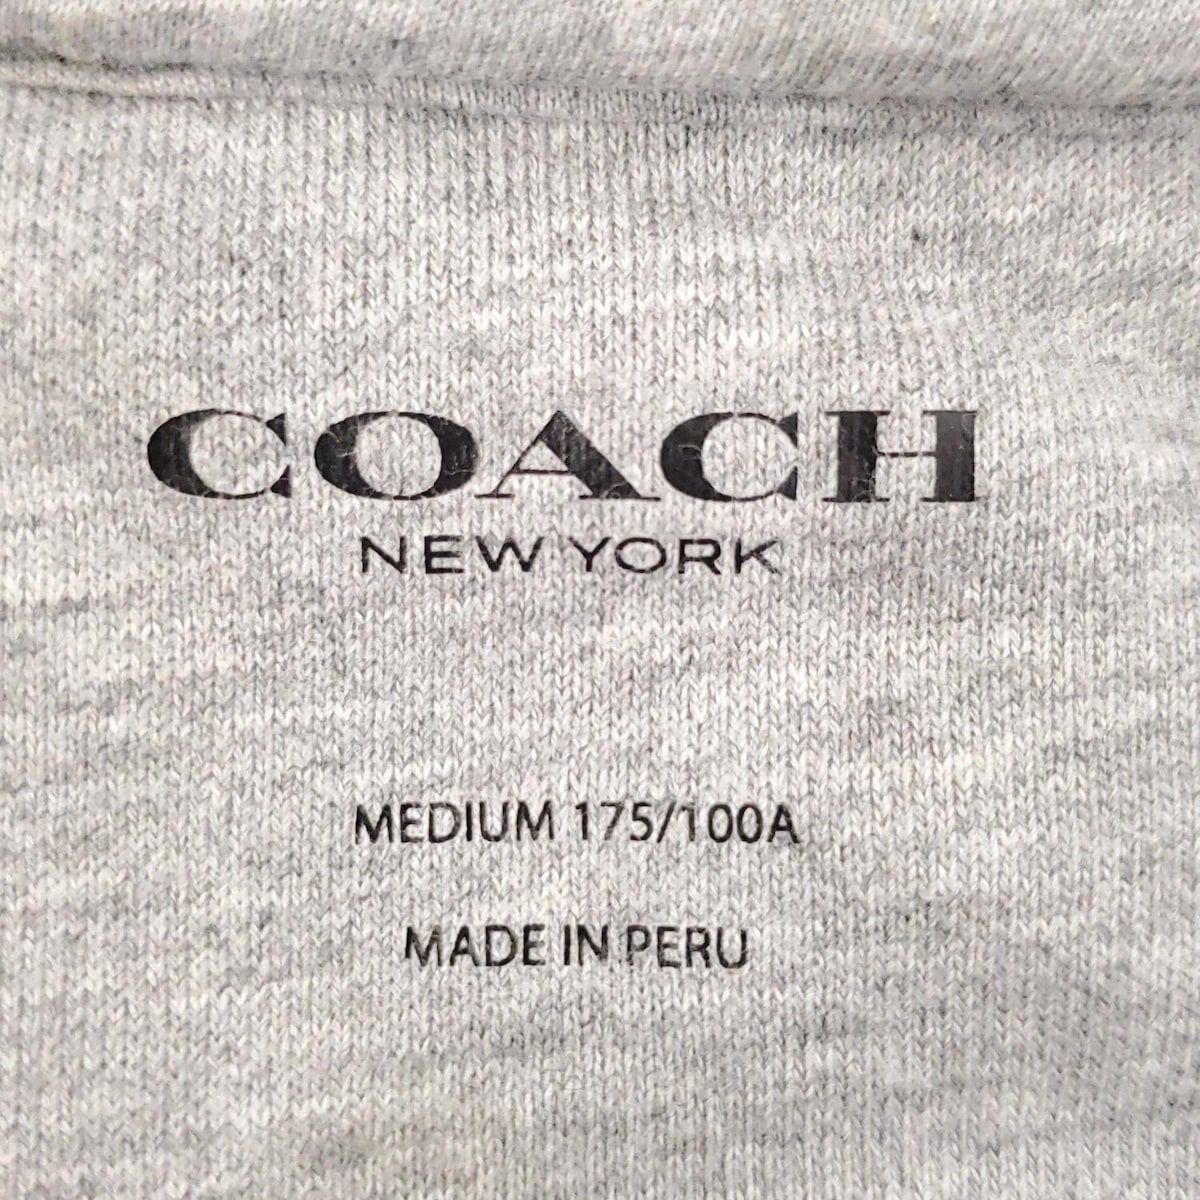 COACH
NEW YORK
MEDIUM 175/100A
MADE IN PERU